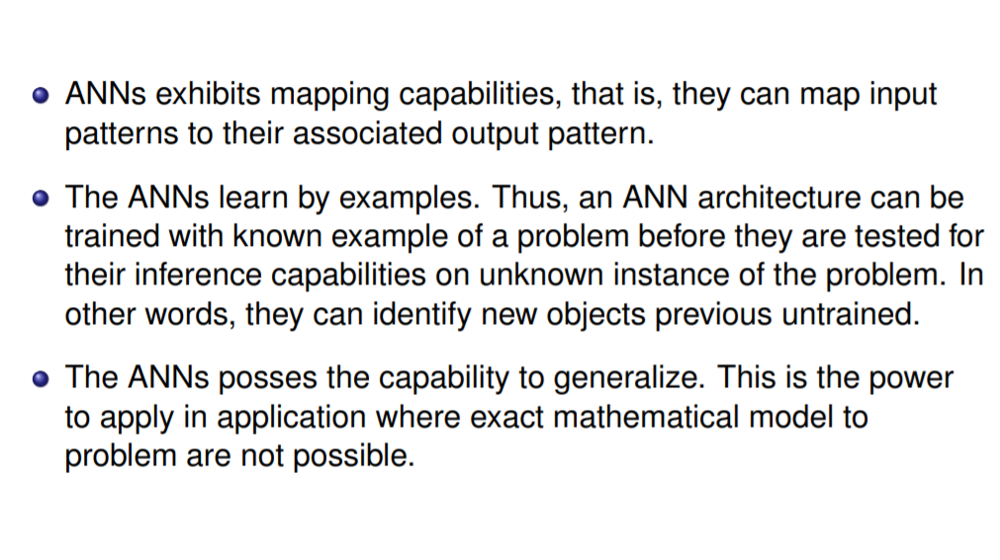 ANNs exhibits mapping capabilities, that is, they can map input
patterns to their associated output pattern.
The ANNs learn by examples. Thus, an ANN architecture can be
trained with known example of a problem before they are tested for
their inference capabilities on unknown instance of the problem. In
other words, they can identify new objects previous untrained.
The ANNs posses the capability to generalize. This is the power
to apply in application where exact mathematical model to
problem are not possible.